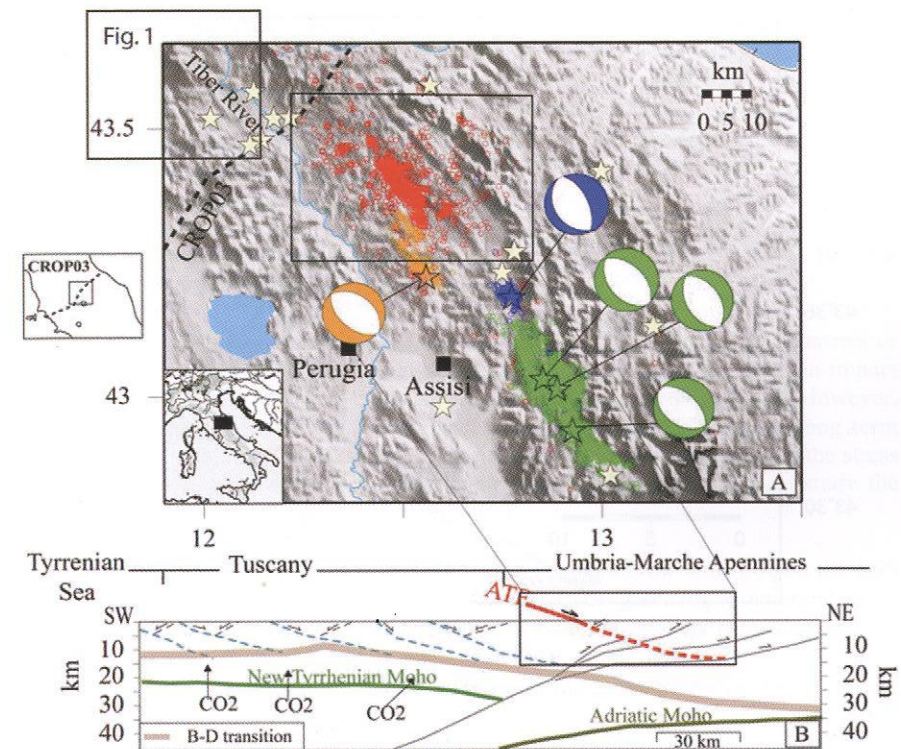 Fig. 1
Tiber River
km
0 5 10
43.5
CROP03
CROP03
Perugia
Assisi
43
A
12
13
Tyrrenian
Sea
Tuscany
Umbria-Marche Apennines
ATF
SW
NE
10
20
30
40
km
10
20
30
40
km
New Tyrrhenian Moho
CO2
CO2
CO2
Adriatic Moho
B-D transition
30 km
B